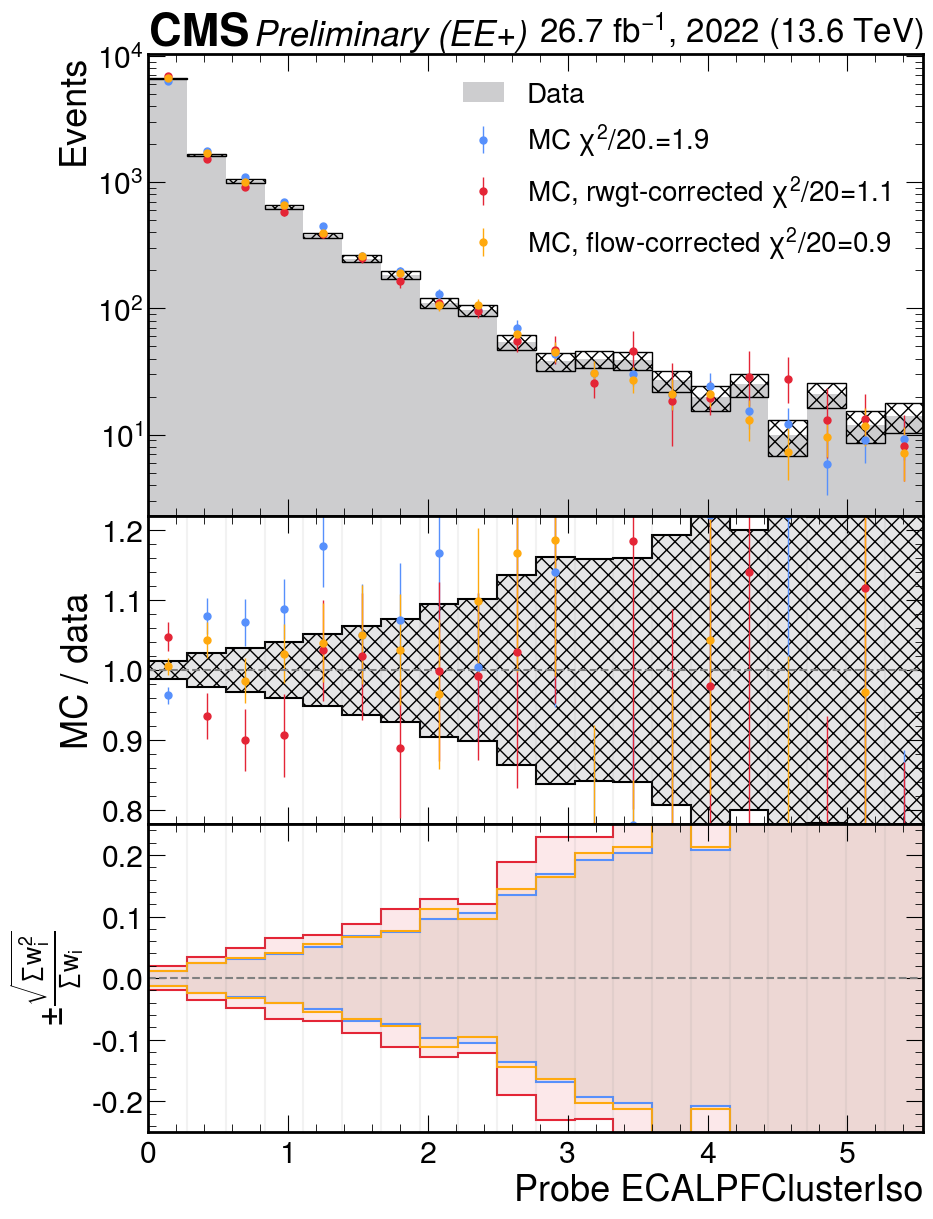 CMS Preliminary (EE+) 26.7 fb⁻¹, 2022 (13.6 TeV)
Events
10⁴
10³
10²
10¹
Data
MC χ²/20.=1.9
MC, rwgt-corrected χ²/20=1.1
MC, flow-corrected χ²/20=0.9
MC / data
1.2
1.1
1.0
0.9
0.8
±√Σwᵢ²/Σwᵢ
0.2
0.1
0.0
-0.1
-0.2
0 1 2 3 4 5
Probe ECALPFClusterIso